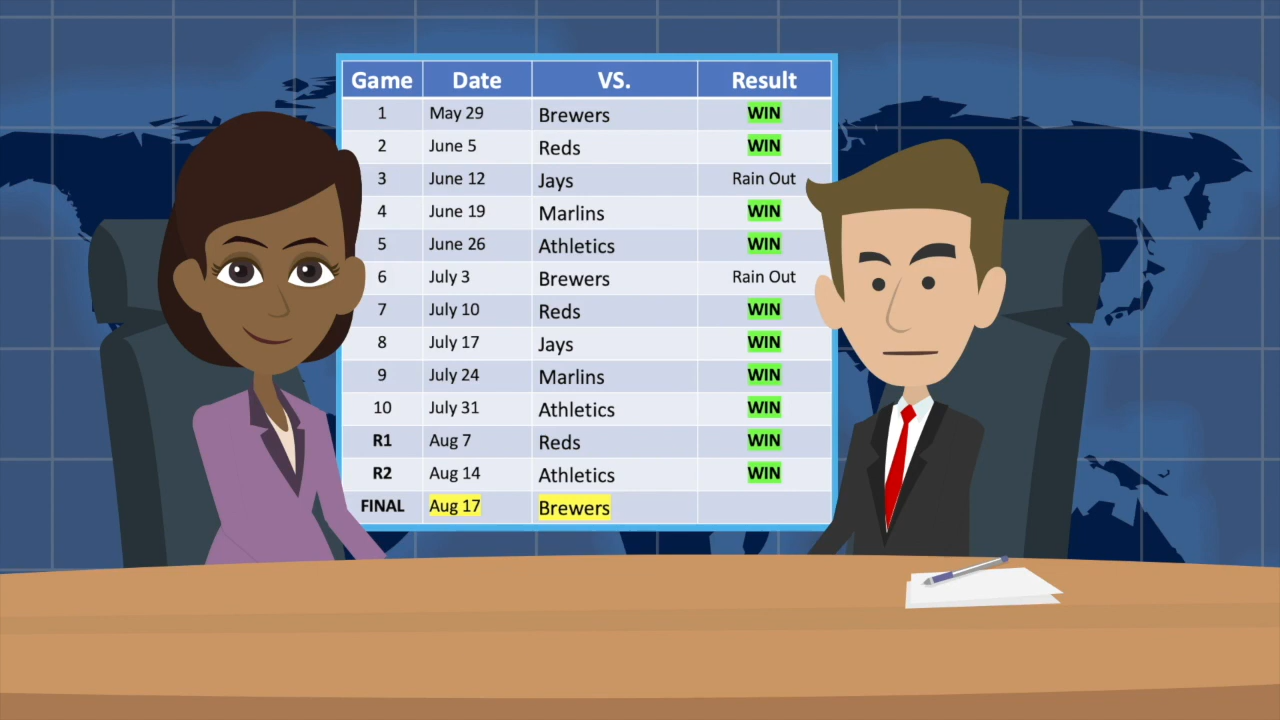 Game Date VS. Result
1 May 29 Brewers WIN
2 June 5 Reds WIN
3 June 12 Jays Rain Out
4 June 19 Marlins WIN
5 June 26 Athletics WIN
6 July 3 Brewers Rain Out
7 July 10 Reds WIN
8 July 17 Jays WIN
9 July 24 Marlins WIN
10 July 31 Athletics WIN
R1 Aug 7 Reds WIN
R2 Aug 14 Athletics WIN
FINAL Aug 17 Brewers